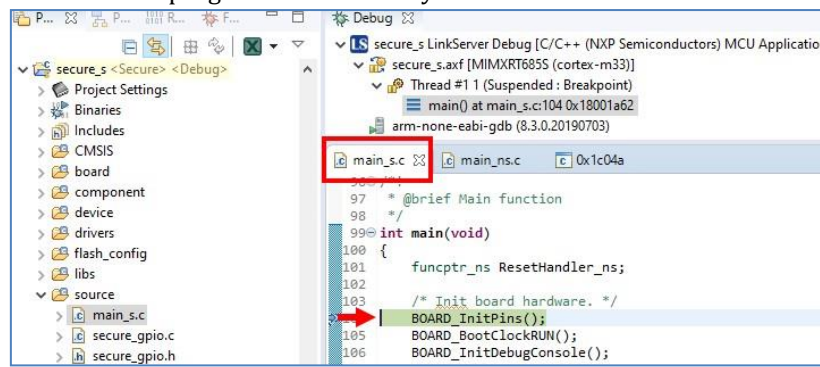 P... P... R... F...
secure_s <Secure> <Debug>
Project Settings
Binaries
Includes
CMSIS
board
component
device
drivers
flash_config
libs
source
main_s.c
secure_gpio.c
secure_gpio.h
Debug
secure_s LinkServer Debug [C/C++ (NXP Semiconductors) MCU Applicatio
secure_s.axf [MIMXRT685S (cortex-m33)]
Thread #1 1 (Suspended : Breakpoint)
main() at main_s.c:104 0x18001a62
arm-none-eabi-gdb (8.3.0.20190703)
main_s.c main_ns.c 0x1c04a
97 * @brief Main function
98 */
99 int main(void)
100 {
101 funcptr_ns ResetHandler_ns;
102
103 /* Init board hardware. */
BOARD_InitPins();
105 BOARD_BootClockRUN();
106 BOARD_InitDebugConsole();